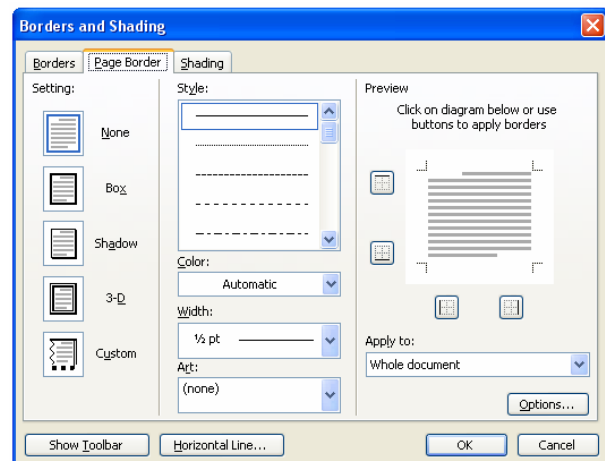 Borders and Shading
Borders
Page Border
Shading
Setting:
None
Box
Shadow
3-D
Custom
Style:
Color:
Automatic
Width:
½ pt
Art:
(none)
Preview
Click on diagram below or use
buttons to apply borders
Apply to:
Whole document
Options...
Show Toolbar
Horizontal Line...
OK
Cancel